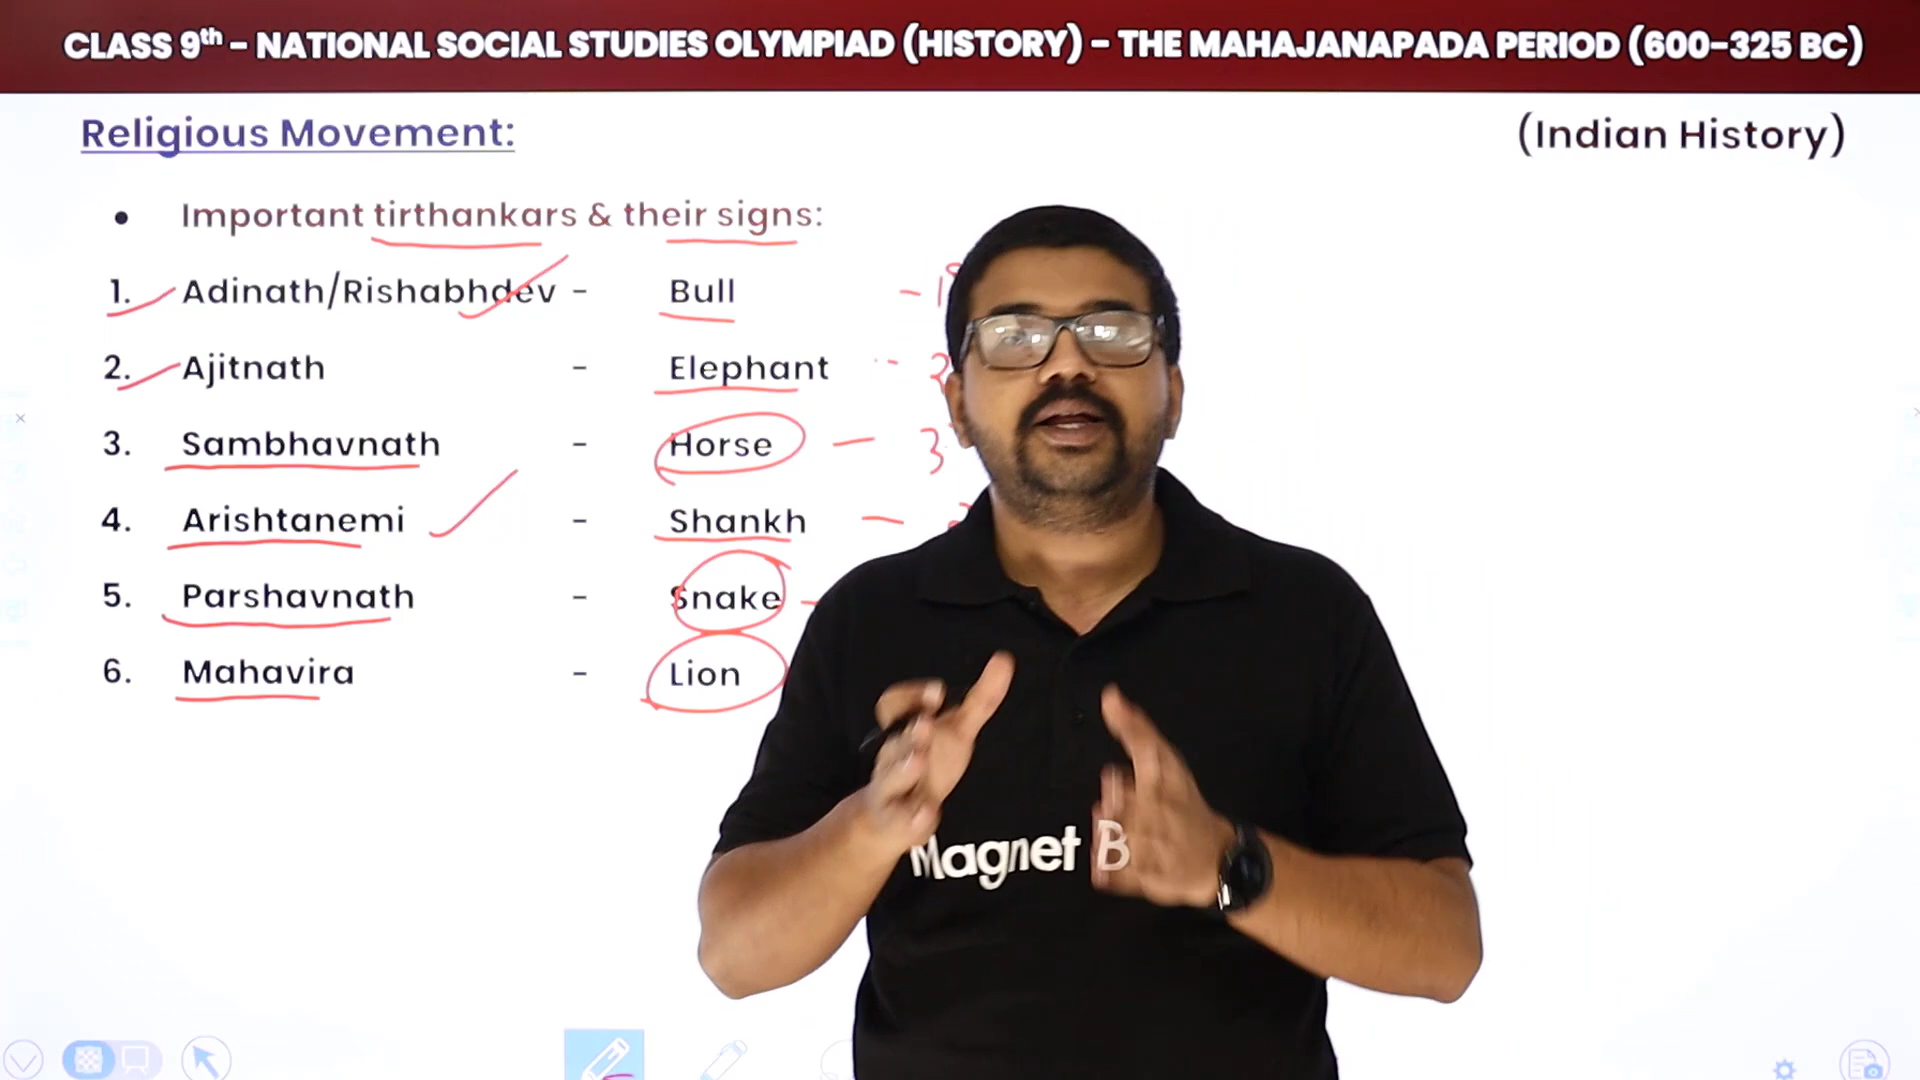 CLASS 9th - NATIONAL SOCIAL STUDIES OLYMPIAD (HISTORY) - THE MAHAJANAPADA PERIOD (600-325 BC)
Religious Movement:
(Indian History)
• Important tirthankars & their signs:
1. Adinath/Rishabhdev - Bull
2. Ajitnath - Elephant
3. Sambhavnath - Horse - 3
4. Arishtanemi - Shankh
5. Parshavnath - Snake
6. Mahavira - Lion
Magnet B